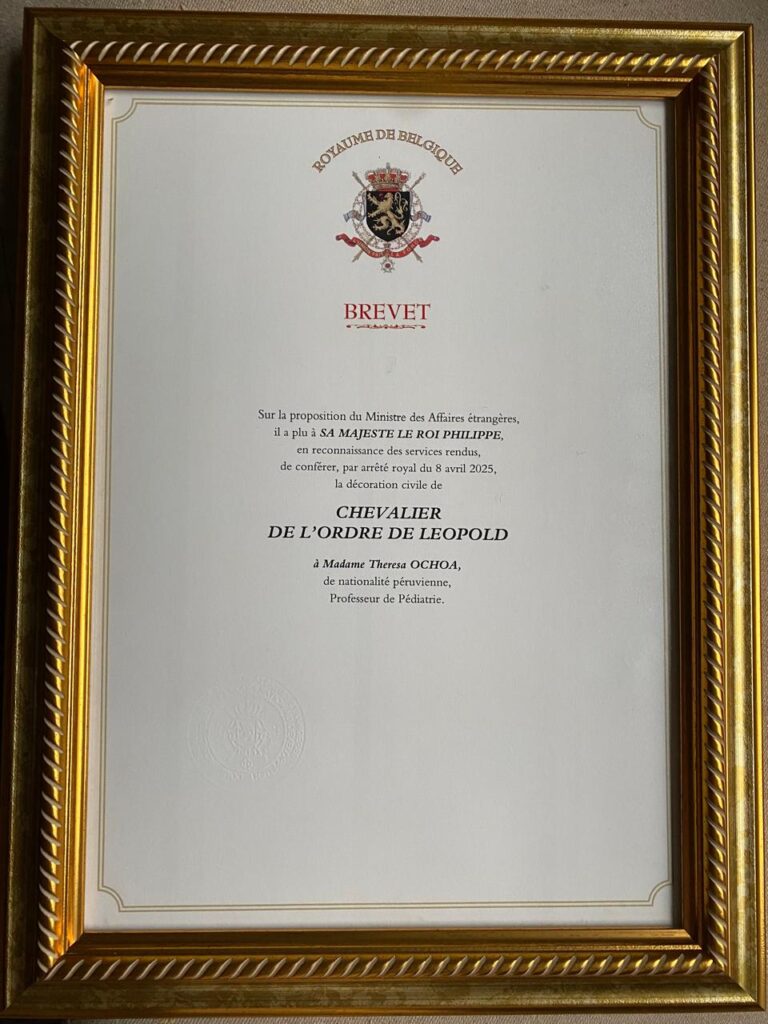 ROYAUME DE BELGIQUE
BREVET
Sur la proposition du Ministre des Affaires étrangères,
il a plu à SA MAJESTE LE ROI PHILIPPE,
en reconnaissance des services rendus,
de conférer, par arrêté royal du 8 avril 2025,
la décoration civile de
CHEVALIER
DE L'ORDRE DE LEOPOLD
à Madame Theresa OCHOA,
de nationalité péruvienne,
Professeur de Pédiatrie.